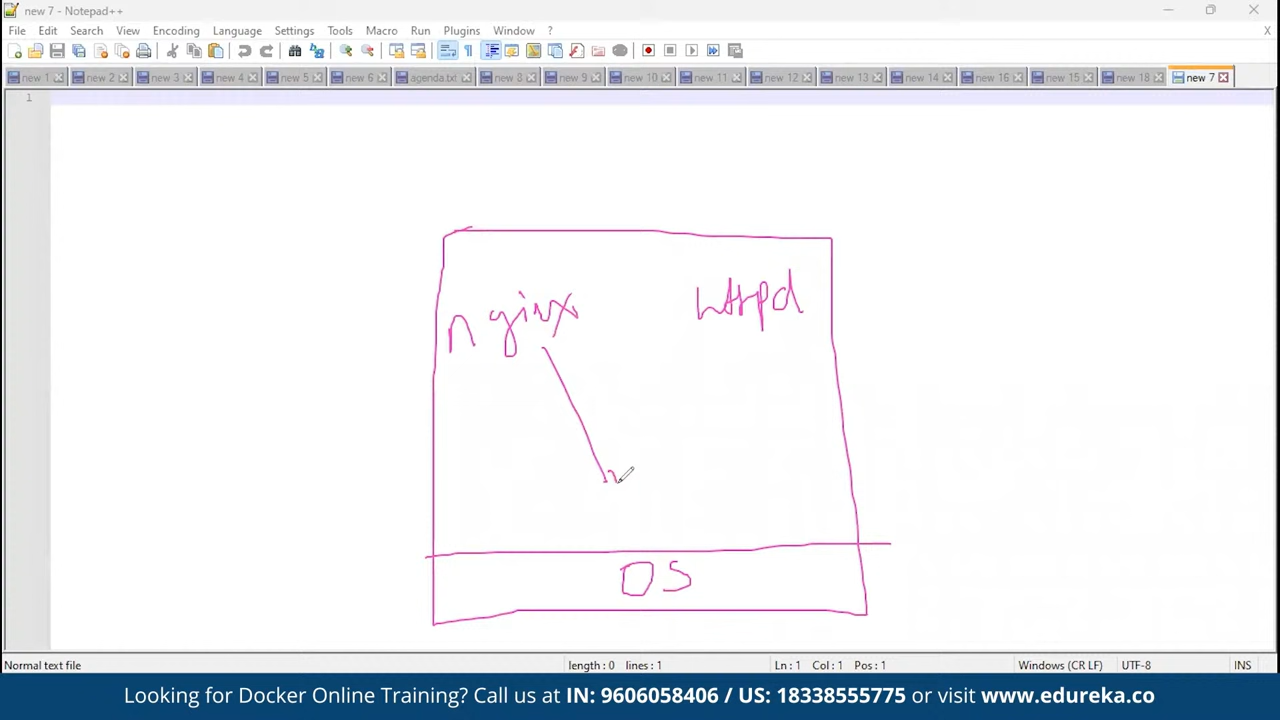 new 7 - Notepad++
File Edit Search View Encoding Language Settings Tools Macro Run Plugins Window ? X
new 1 new 2 new 3 new 4 new 5 new 6 agenda.txt new 8 new 9 new 10 new 11 new 12 new 13 new 14 new 16 new 15 new 18 new 7
1
nginx httpd
OS
Normal text file length : 0 lines : 1 Ln : 1 Col : 1 Pos : 1 Windows (CR LF) UTF-8 INS
Looking for Docker Online Training? Call us at IN: 9606058406 / US: 18338555775 or visit www.edureka.co